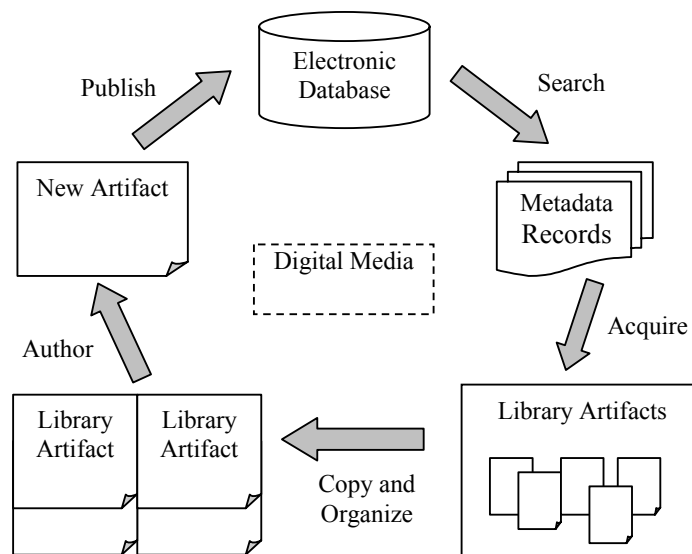 Electronic
Database
Publish
Search
New Artifact
Metadata
Records
Digital Media
Acquire
Author
Library Artifacts
Library
Artifact
Library
Artifact
Copy and
Organize